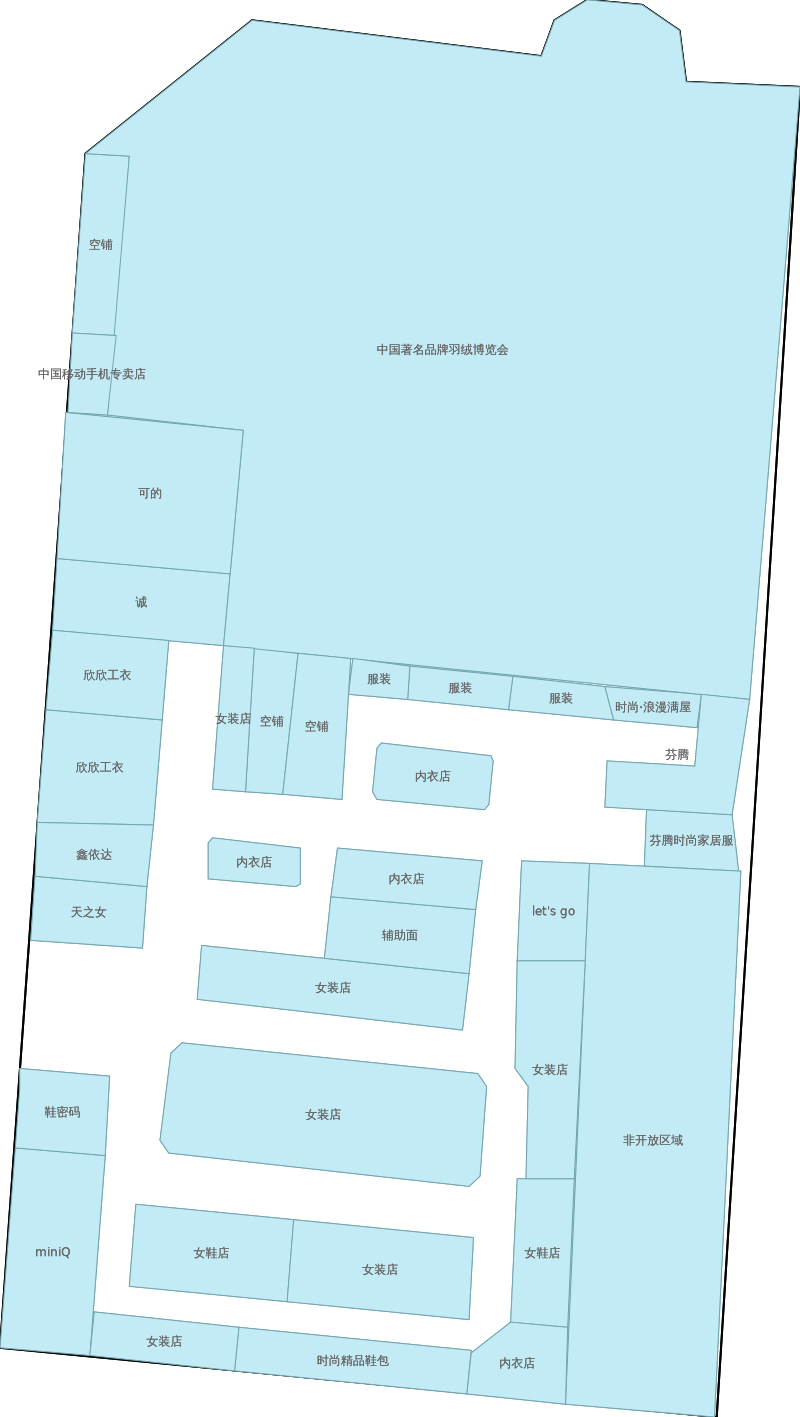 空铺
中国著名品牌羽绒博览会
中国移动手机专卖店
可的
诚
欣欣工衣
女装店
空铺
空铺
服装
服装
服装
时尚·浪漫满屋
芬腾
欣欣工衣
内衣店
芬腾时尚家居服
鑫依达
内衣店
内衣店
天之女
let's go
辅助面
女装店
女装店
鞋密码
女装店
非开放区域
miniQ
女鞋店
女装店
女鞋店
女装店
时尚精品鞋包
内衣店